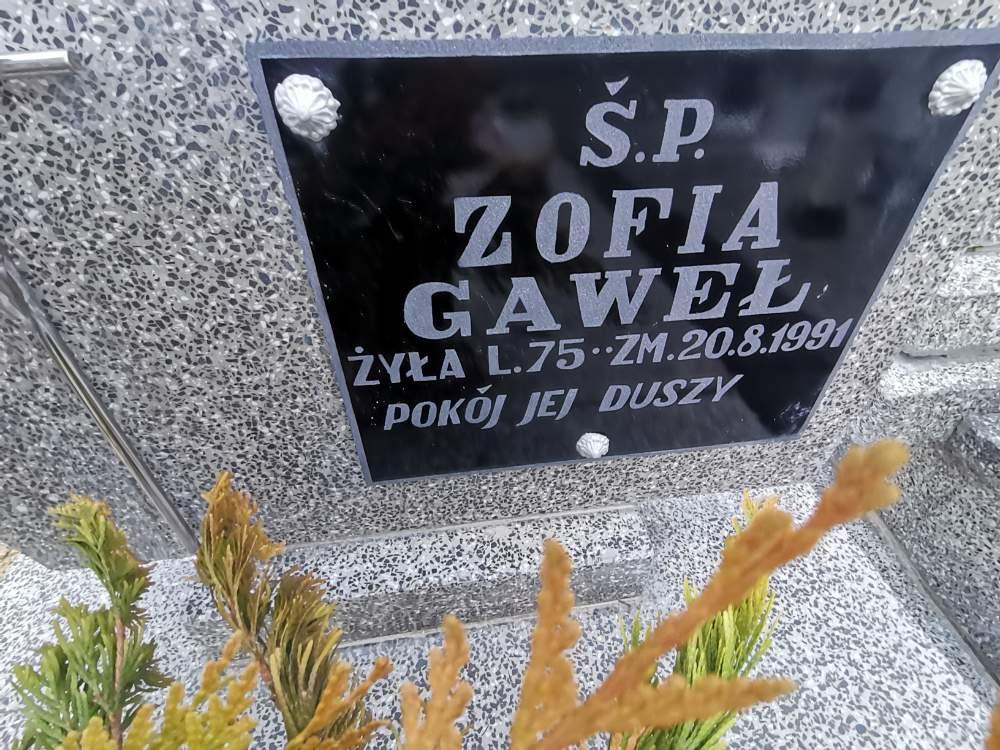 Ś.P.
ZOFIA
GAWEŁ
ŻYŁA L.75··ZM.20.8.1991
POKÓJ JEJ DUSZY